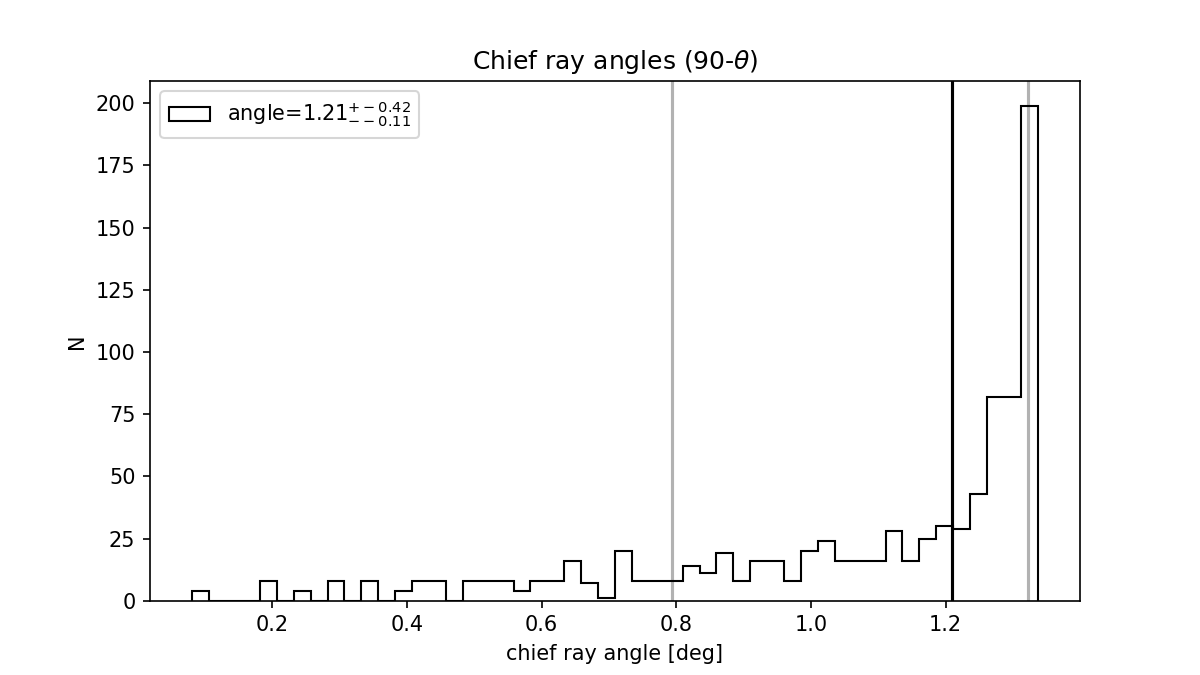 Chief ray angles (90-θ)
angle=1.21^{+−0.42}_{−−0.11}
N
200
175
150
125
100
75
50
25
0
0.2 0.4 0.6 0.8 1.0 1.2
chief ray angle [deg]